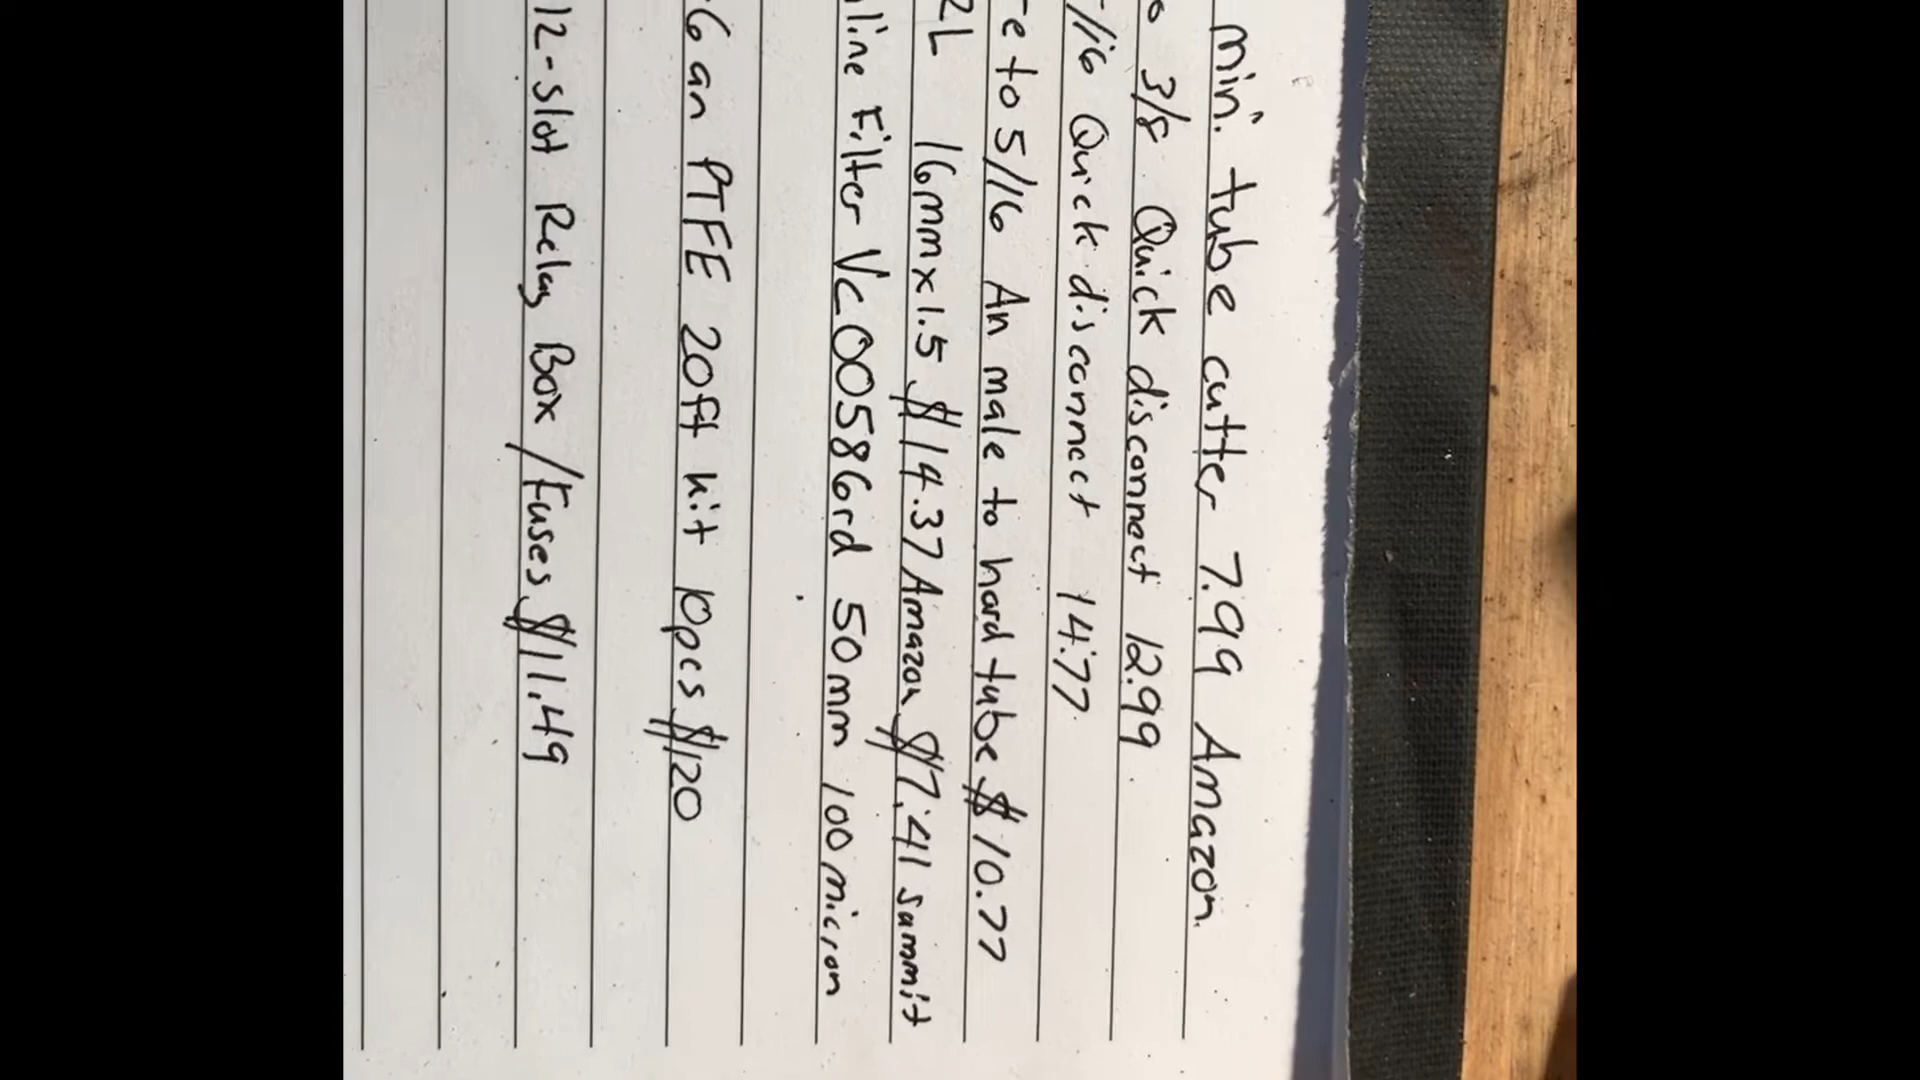 min. tube cutter 7.99 Amazon.
3/8 Quick disconnect 12.99
/16 Quick disconnect 14.77
to 5/16 An male to hard tube $10.77
2L 16mmx1.5 $14.37 Amazon $7.41 summit
line Filter VC00586rd 50mm 100 micron
6 an PTFE 20ft kit 10pcs $120
12-slot Relay Box/Fuses $11.49